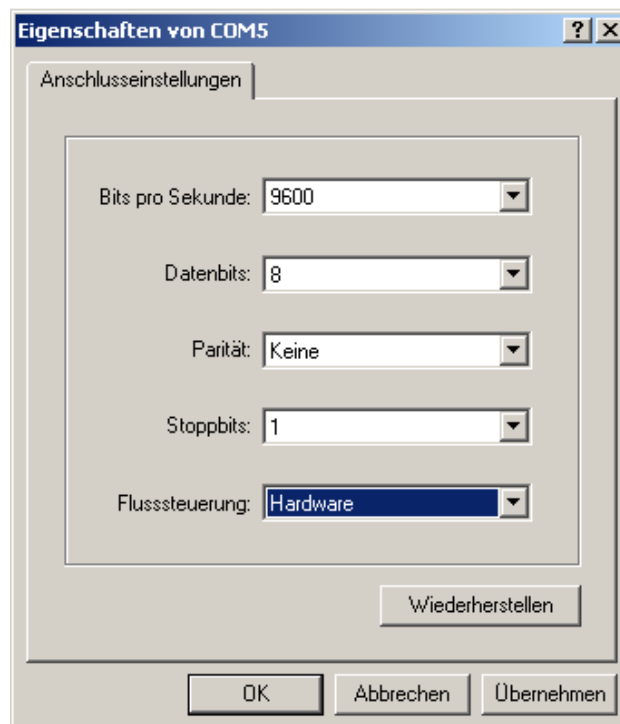 Eigenschaften von COM5
Anschlusseinstellungen
Bits pro Sekunde: 9600
Datenbits: 8
Parität: Keine
Stoppbits: 1
Flusssteuerung: Hardware
Wiederherstellen
OK Abbrechen Übernehmen